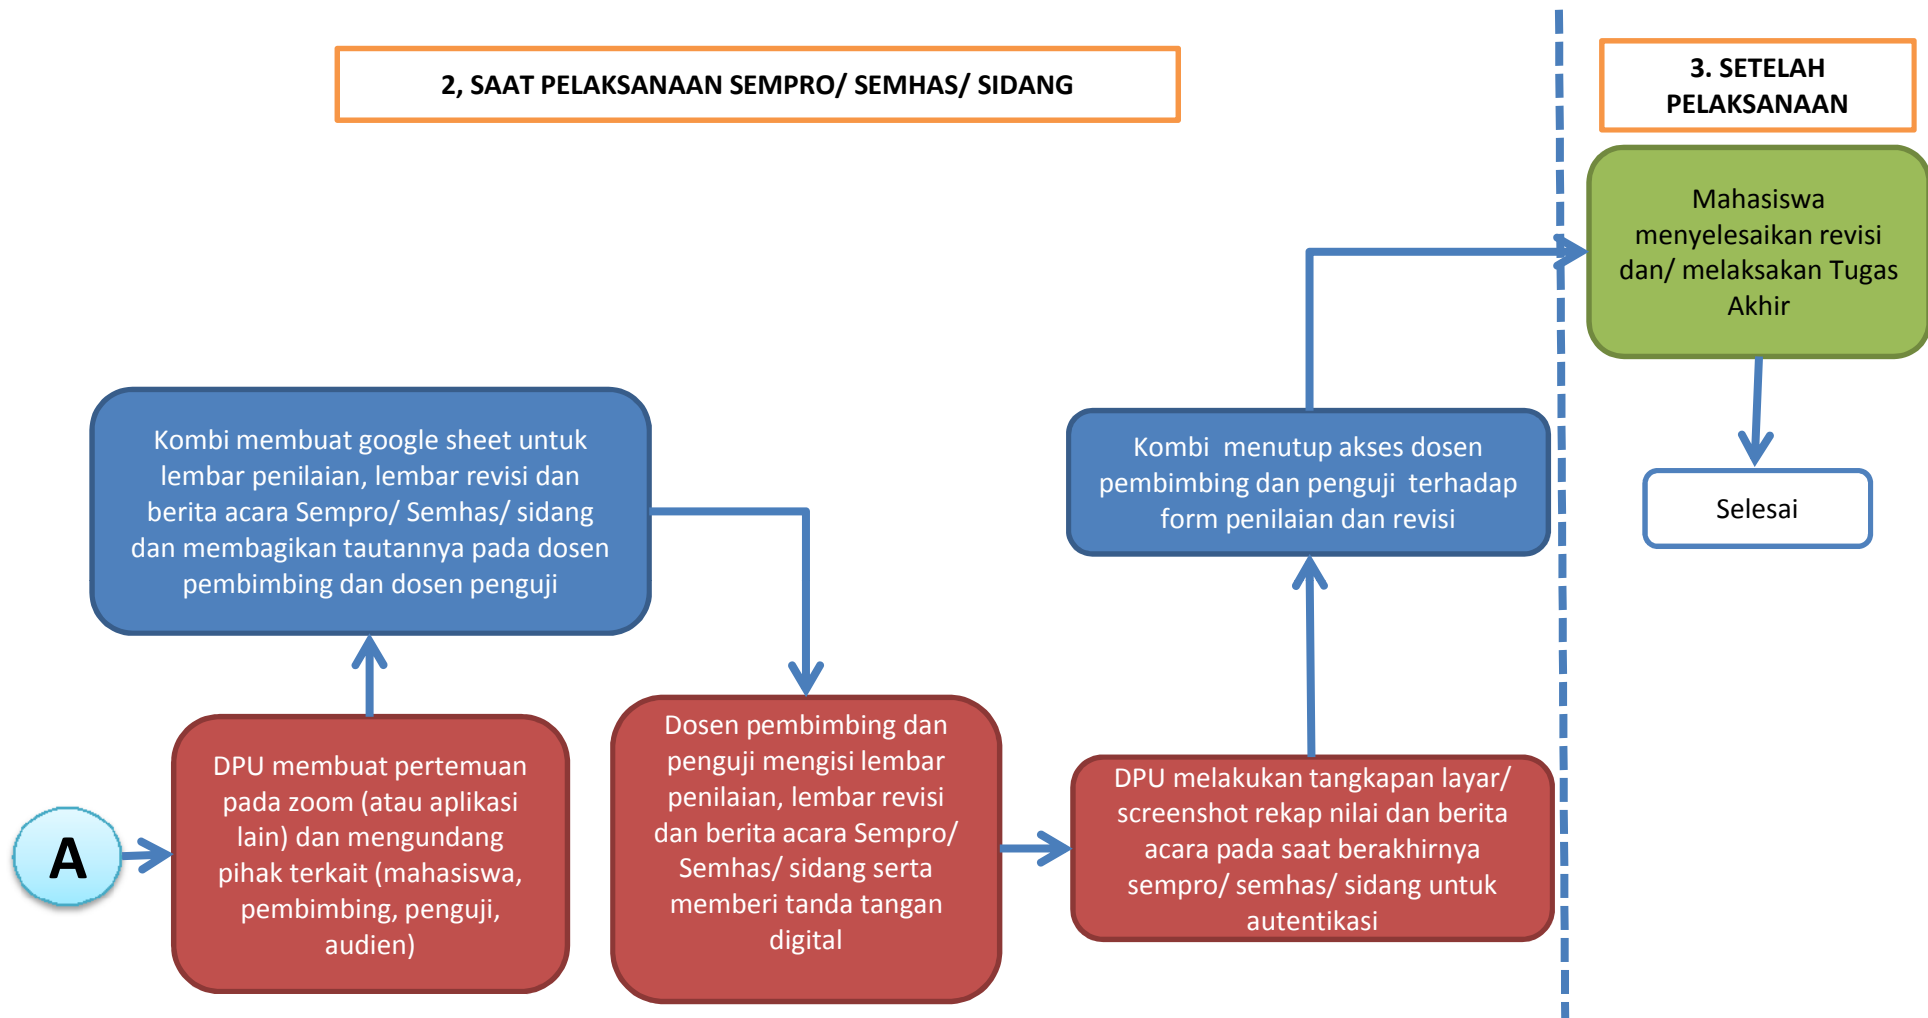 2, SAAT PELAKSANAAN SEMPRO/ SEMHAS/ SIDANG
A
DPU membuat pertemuan
pada zoom (atau aplikasi
lain) dan mengundang
pihak terkait (mahasiswa,
pembimbing, penguji,
audien)
Kombi membuat google sheet untuk
lembar penilaian, lembar revisi dan
berita acara Sempro/ Semhas/ sidang
dan membagikan tautannya pada dosen
pembimbing dan dosen penguji
Dosen pembimbing dan
penguji mengisi lembar
penilaian, lembar revisi
dan berita acara Sempro/
Semhas/ sidang serta
memberi tanda tangan
digital
DPU melakukan tangkapan layar/
screenshot rekap nilai dan berita
acara pada saat berakhirnya
sempro/ semhas/ sidang untuk
autentikasi
Kombi  menutup akses dosen
pembimbing dan penguji  terhadap
form penilaian dan revisi
3. SETELAH
PELAKSANAAN
Mahasiswa
menyelesaikan revisi
dan/ melaksakan Tugas
Akhir
Selesai